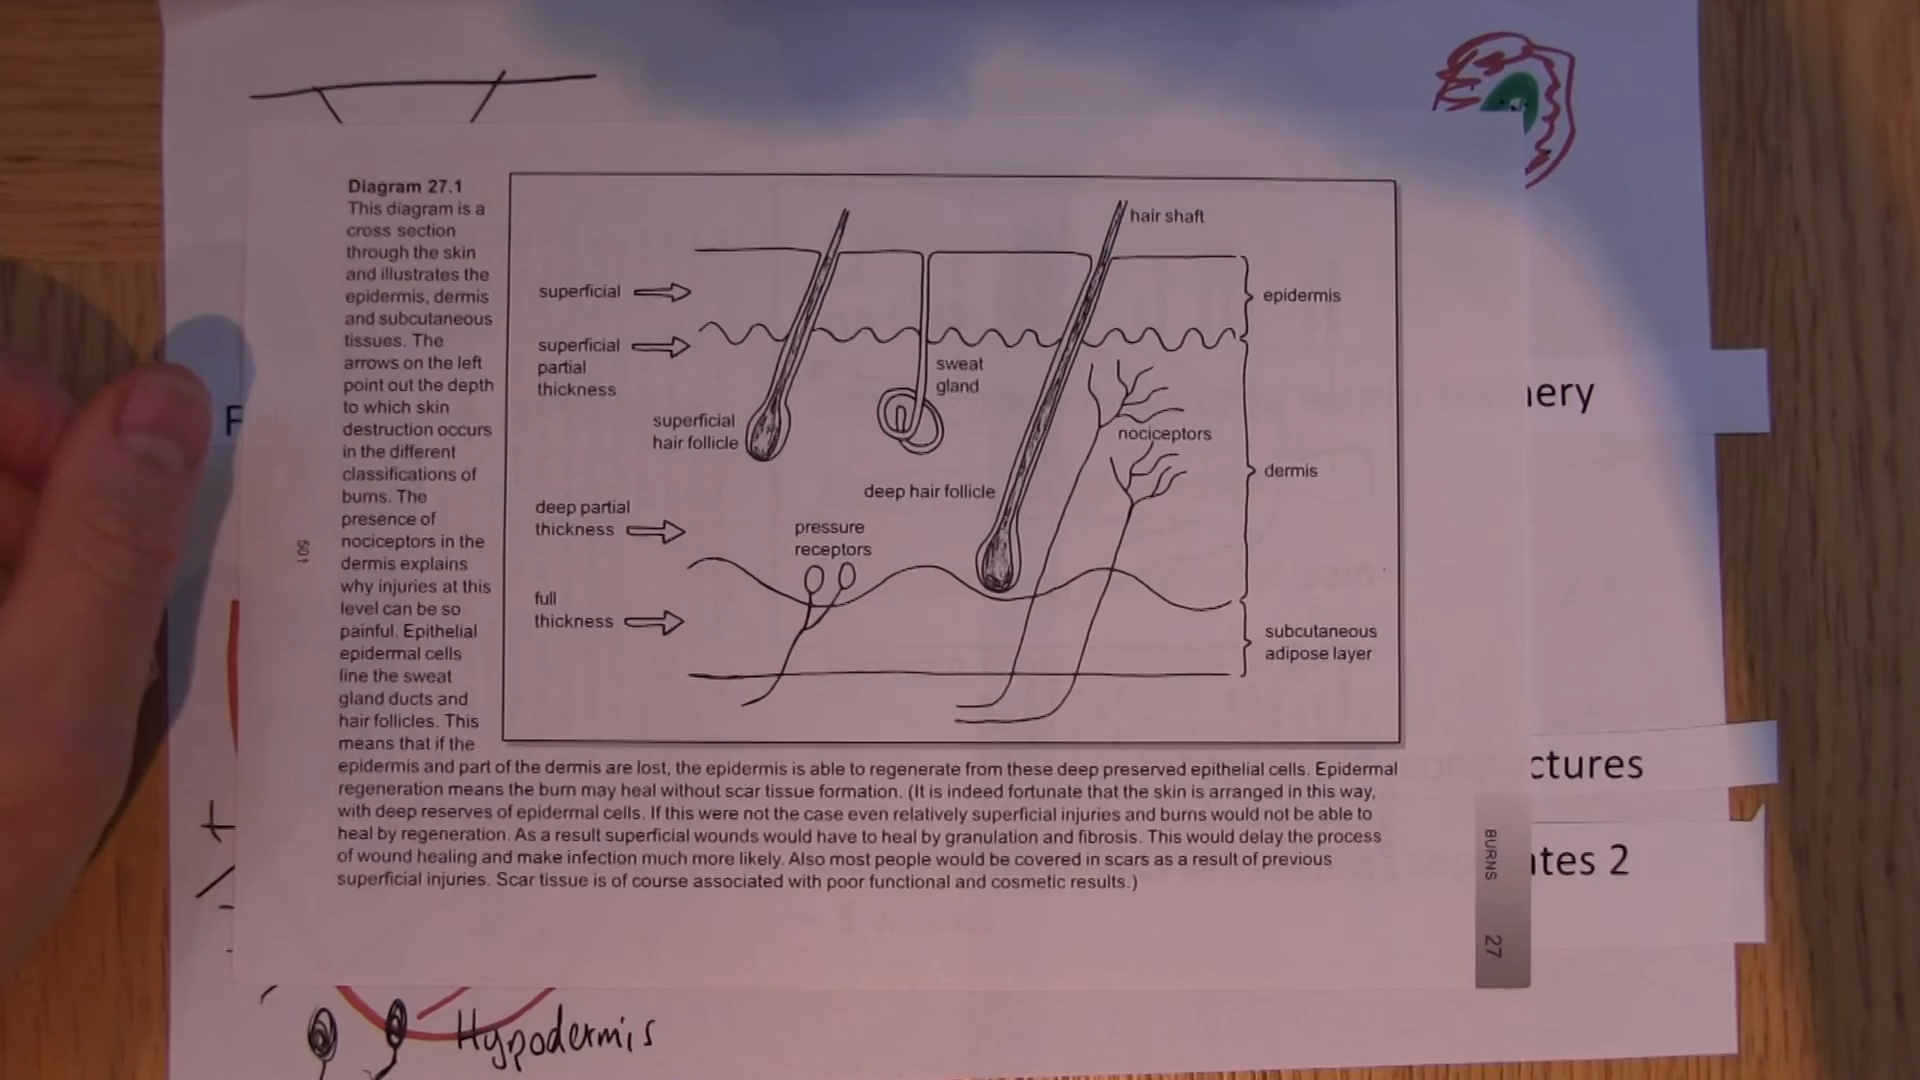 Diagram 27.1
This diagram is a
cross section
through the skin
and illustrates the
epidermis, dermis
and subcutaneous
tissues. The
arrows on the left
point out the depth
to which skin
destruction occurs
in the different
classifications of
burns. The
presence of
nociceptors in the
dermis explains
why injuries at this
level can be so
painful. Epithelial
epidermal cells
line the sweat
gland ducts and
hair follicles. This
means that if the
epidermis and part of the dermis are lost, the epidermis is able to regenerate from these deep preserved epithelial cells. Epidermal
regeneration means the burn may heal without scar tissue formation. (It is indeed fortunate that the skin is arranged in this way,
with deep reserves of epidermal cells. If this were not the case even relatively superficial injuries and burns would not be able to
heal by regeneration. As a result superficial wounds would have to heal by granulation and fibrosis. This would delay the process
of wound healing and make infection much more likely. Also most people would be covered in scars as a result of previous
superficial injuries. Scar tissue is of course associated with poor functional and cosmetic results.)
hair shaft
superficial
epidermis
superficial
partial
thickness
sweat
gland
superficial
hair follicle
nociceptors
dermis
deep hair follicle
deep partial
thickness
pressure
receptors
full
thickness
subcutaneous
adipose layer
501
BURNS
27
ctures
ates 2
Hypodermis